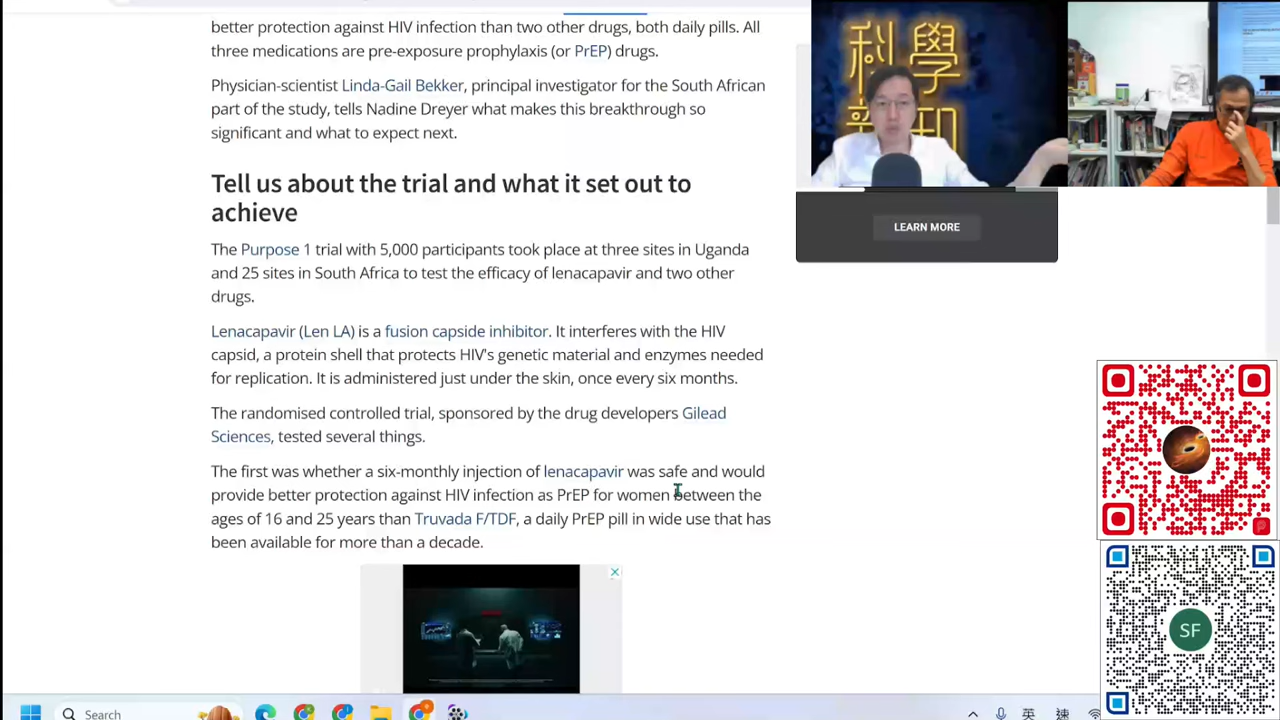 better protection against HIV infection than two other drugs, both daily pills. All
three medications are pre-exposure prophylaxis (or PrEP) drugs.
Physician-scientist Linda-Gail Bekker, principal investigator for the South African
part of the study, tells Nadine Dreyer what makes this breakthrough so
significant and what to expect next.
Tell us about the trial and what it set out to
achieve
The Purpose 1 trial with 5,000 participants took place at three sites in Uganda
and 25 sites in South Africa to test the efficacy of lenacapavir and two other
drugs.
Lenacapavir (Len LA) is a fusion capside inhibitor. It interferes with the HIV
capsid, a protein shell that protects HIV's genetic material and enzymes needed
for replication. It is administered just under the skin, once every six months.
The randomised controlled trial, sponsored by the drug developers Gilead
Sciences, tested several things.
The first was whether a six-monthly injection of lenacapavir was safe and would
provide better protection against HIV infection as PrEP for women between the
ages of 16 and 25 years than Truvada F/TDF, a daily PrEP pill in wide use that has
been available for more than a decade.
科學
新知
LEARN MORE
SF
Search
英
速